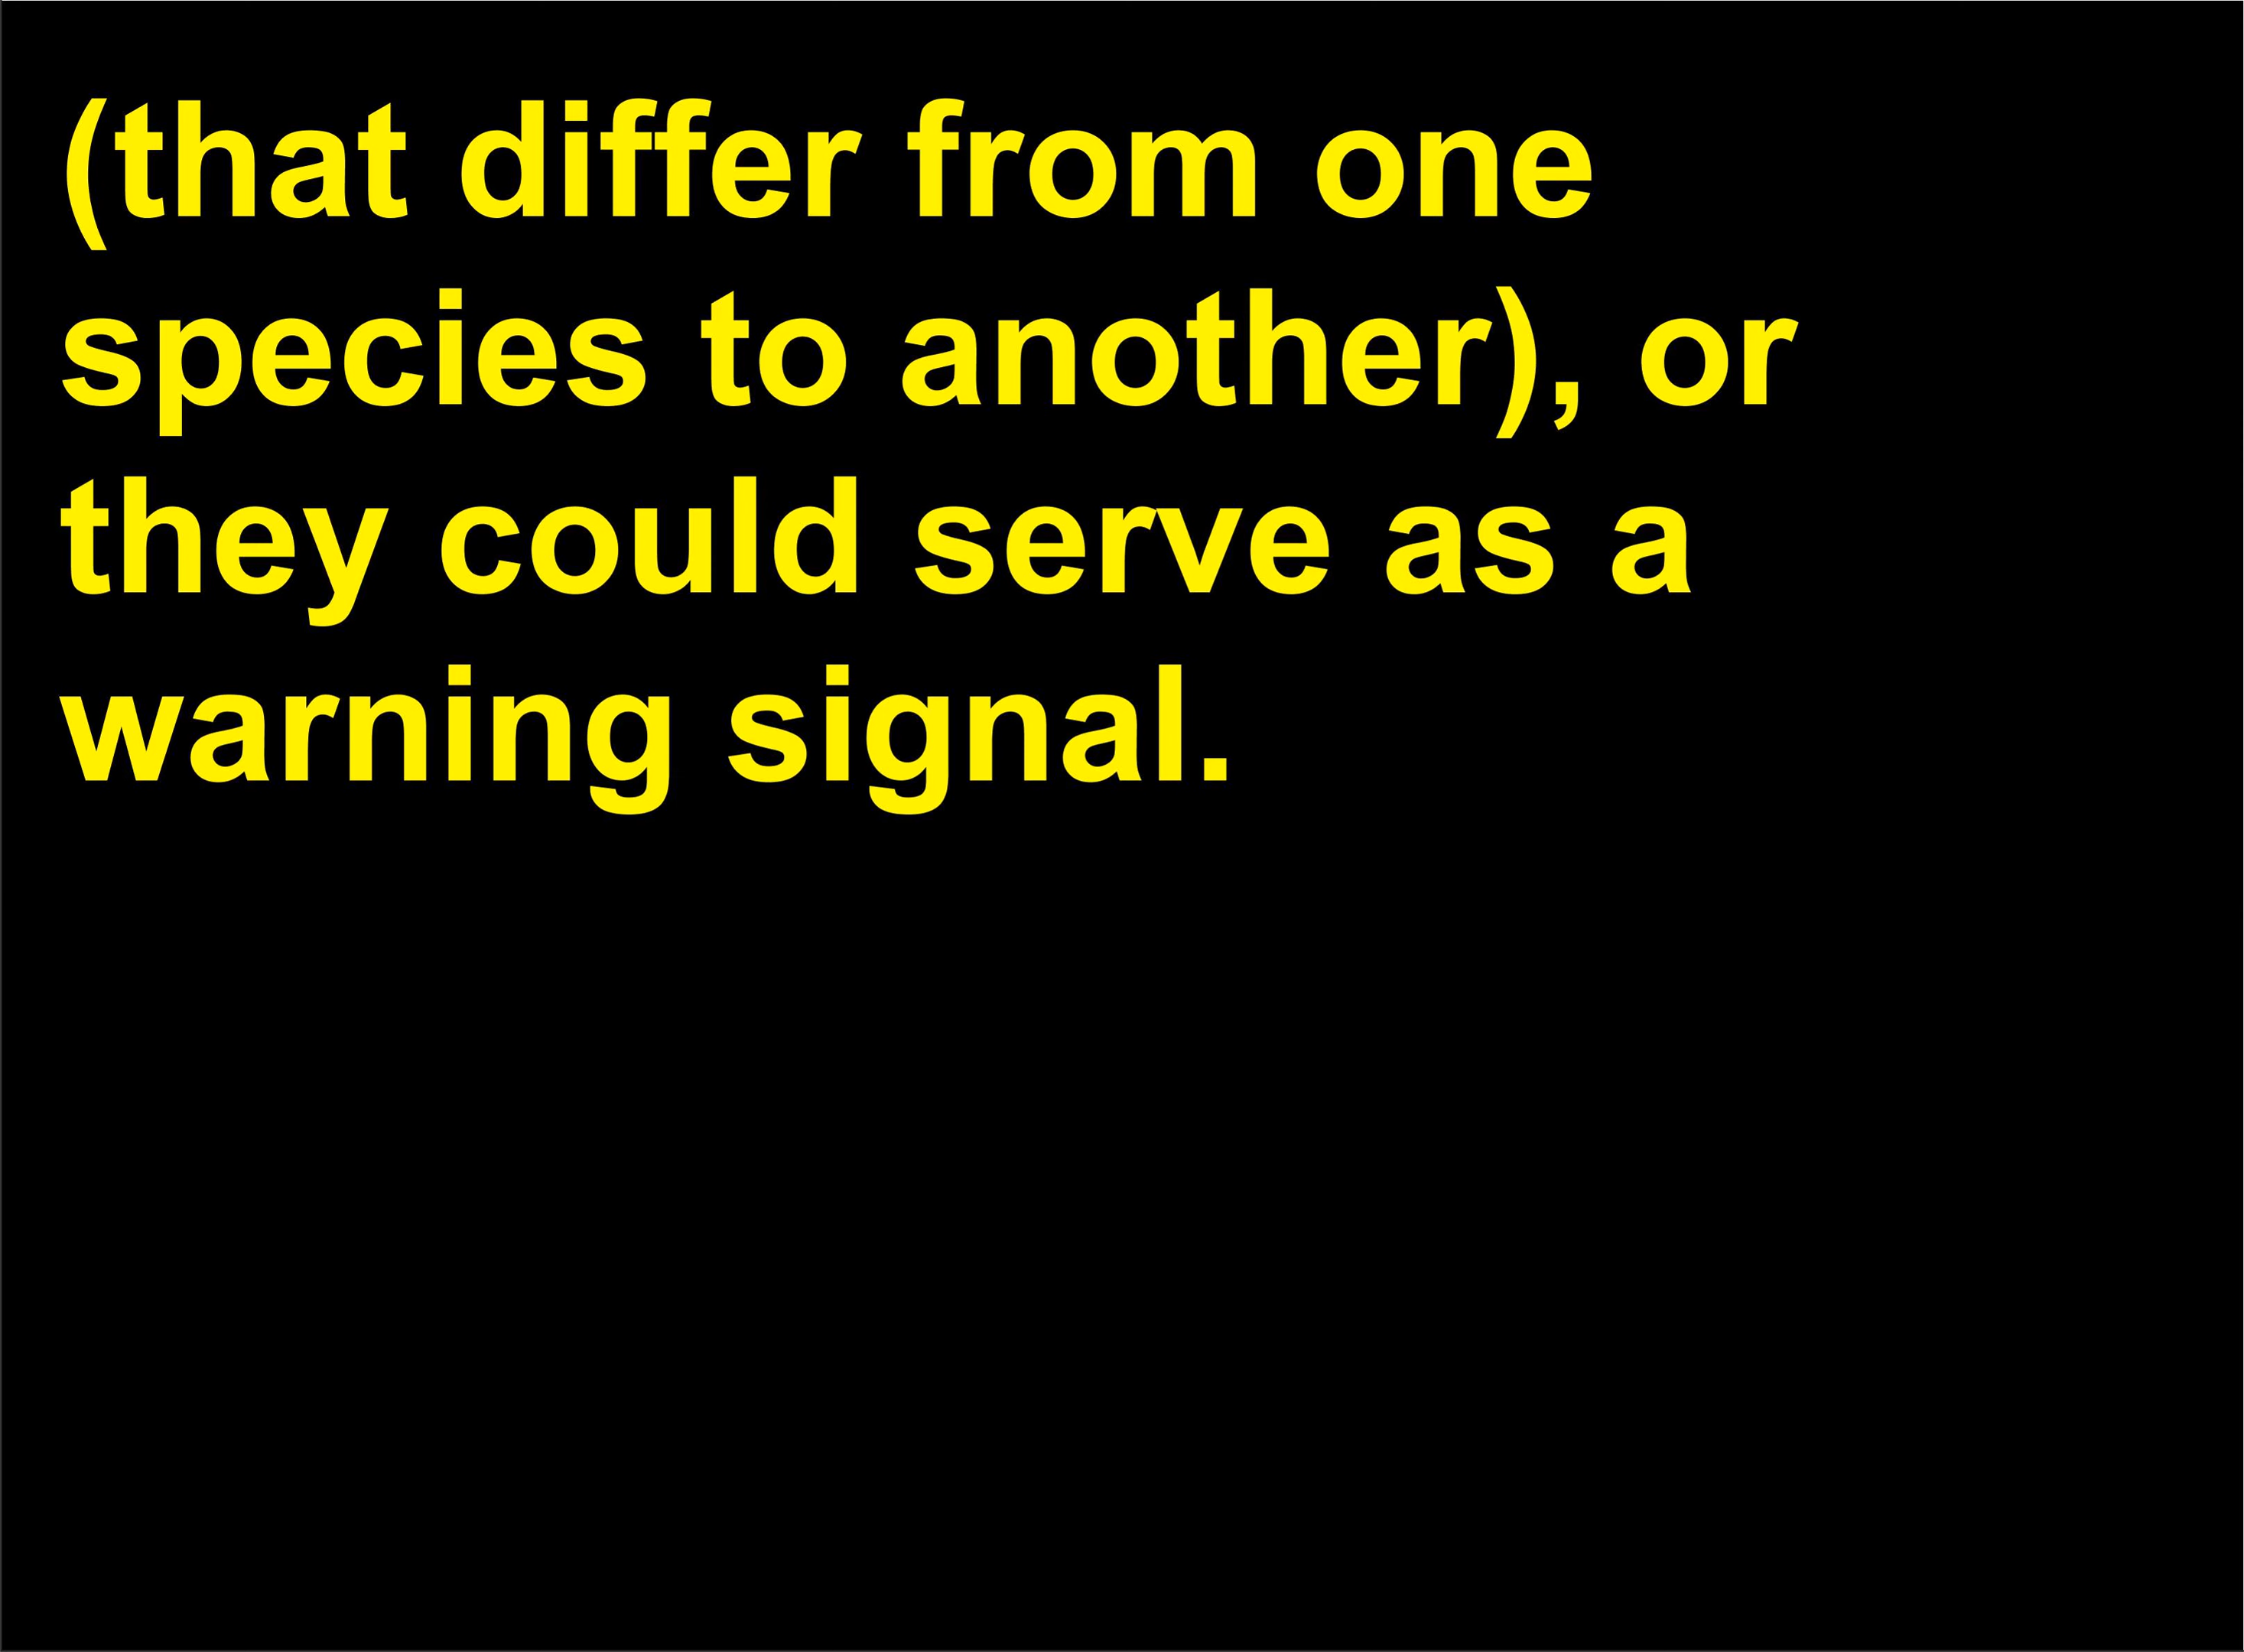 (that differ from one
species to another), or
they could serve as a
warning signal.